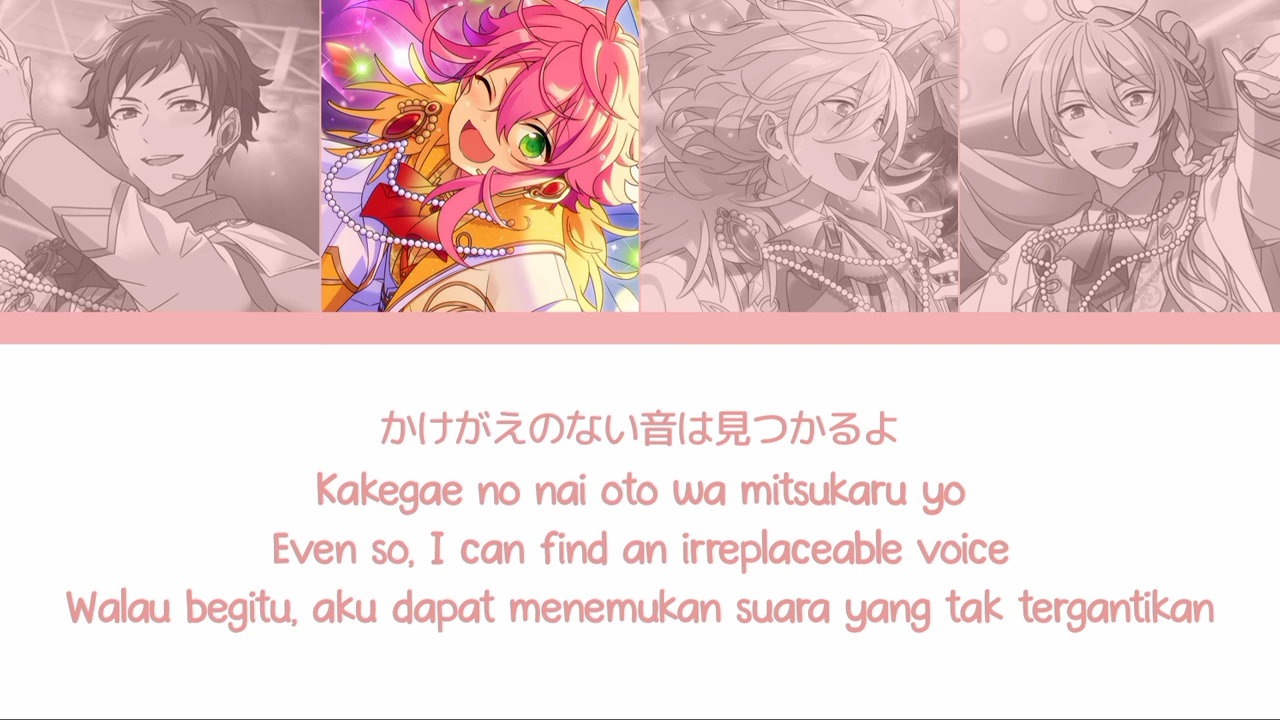 かけがえのない音は見つかるよ
Kakegae no nai oto wa mitsukaru yo
Even so, I can find an irreplaceable voice
Walau begitu, aku dapat menemukan suara yang tak tergantikan